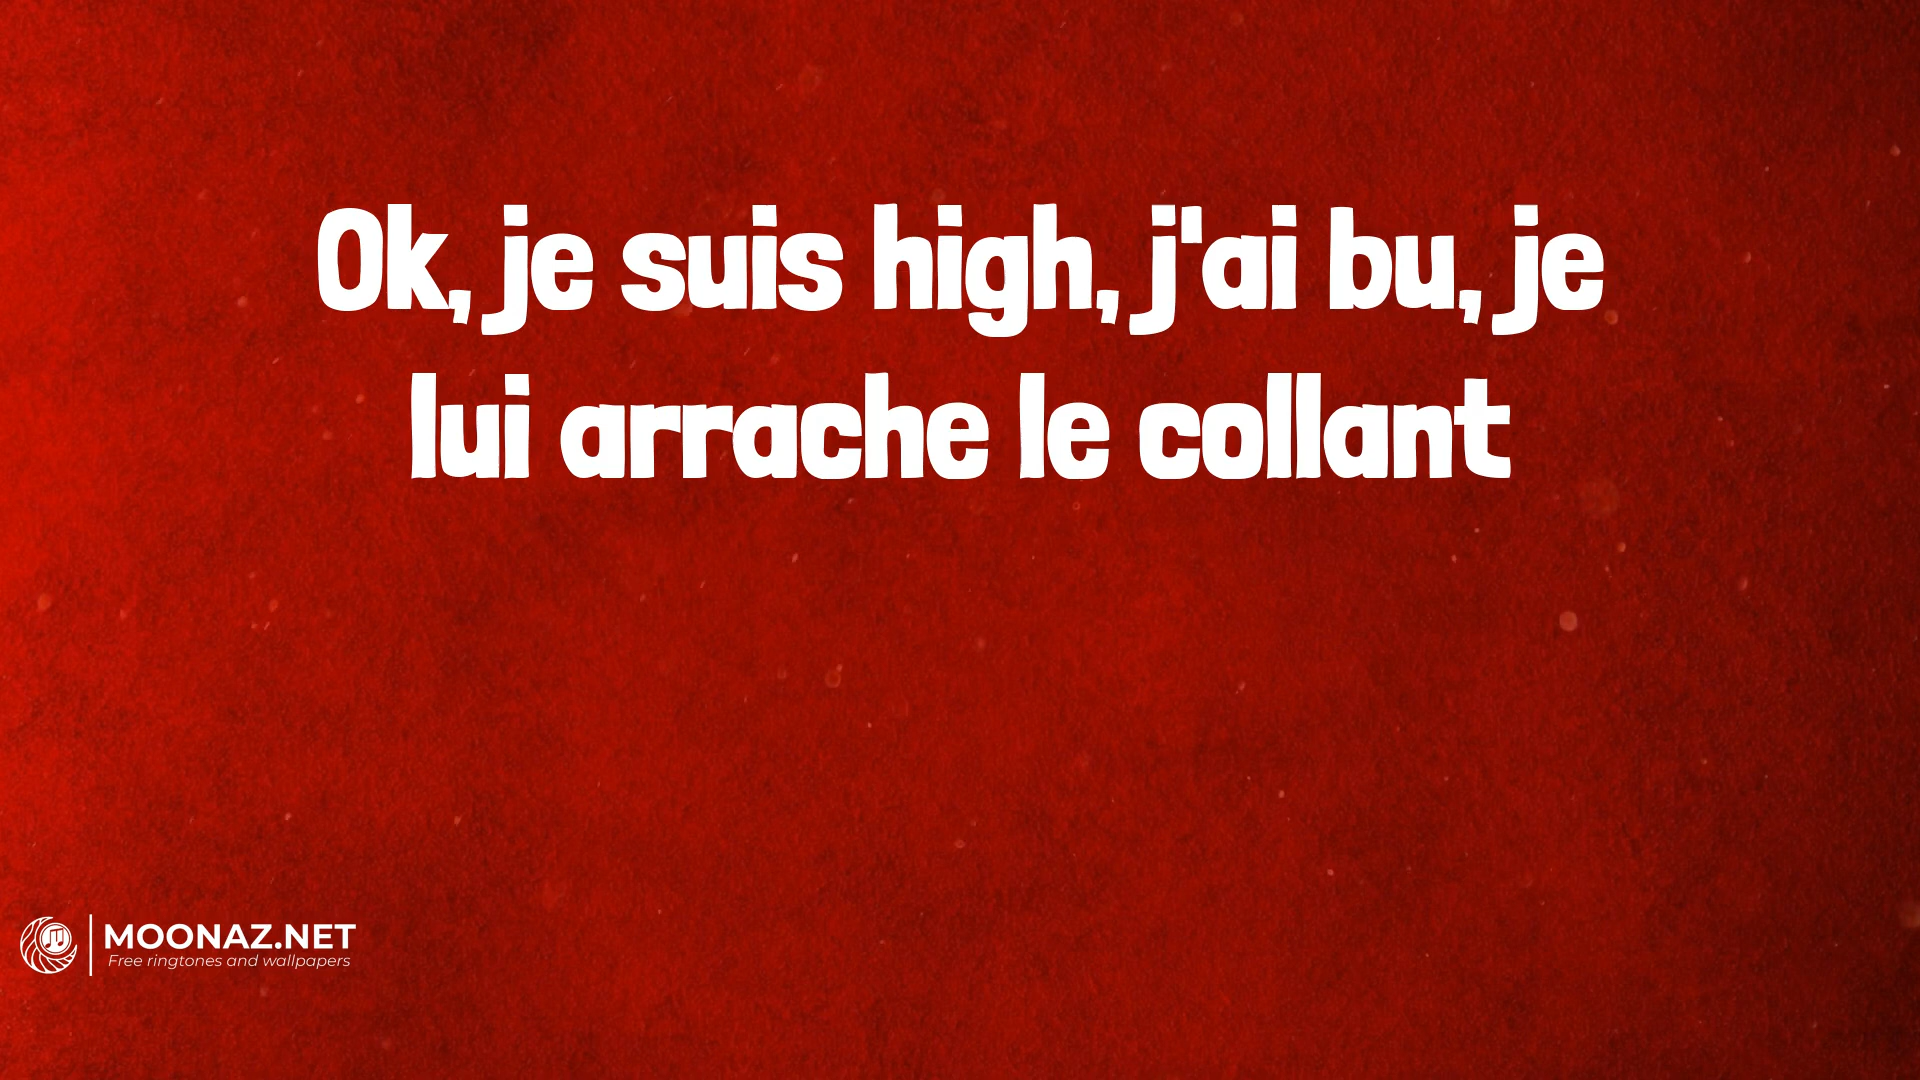 Ok, je suis high, j'ai bu, je
lui arrache le collant
MOONAZ.NET
Free ringtones and wallpapers